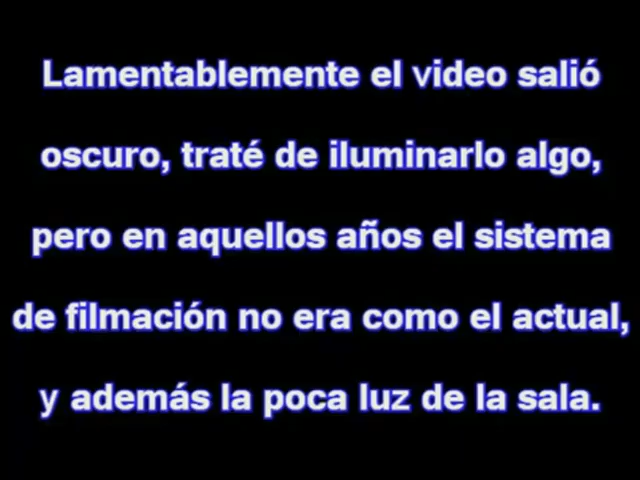 Lamentablemente el video salió
oscuro, traté de iluminarlo algo,
pero en aquellos años el sistema
de filmación no era como el actual,
y además la poca luz de la sala.